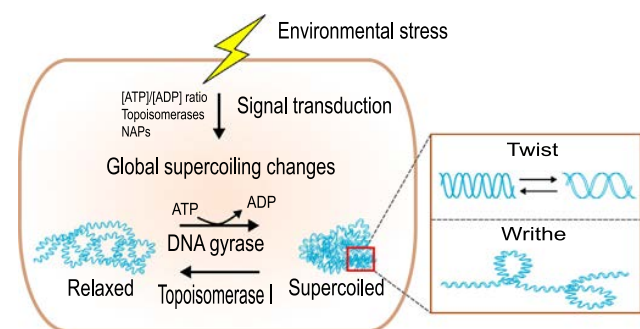 Environmental stress
[ATP]/[ADP] ratio
Topoisomerases
NAPs
Signal transduction
Global supercoiling changes
ATP
ADP
DNA gyrase
Relaxed
Topoisomerase I
Supercoiled
Twist
Writhe